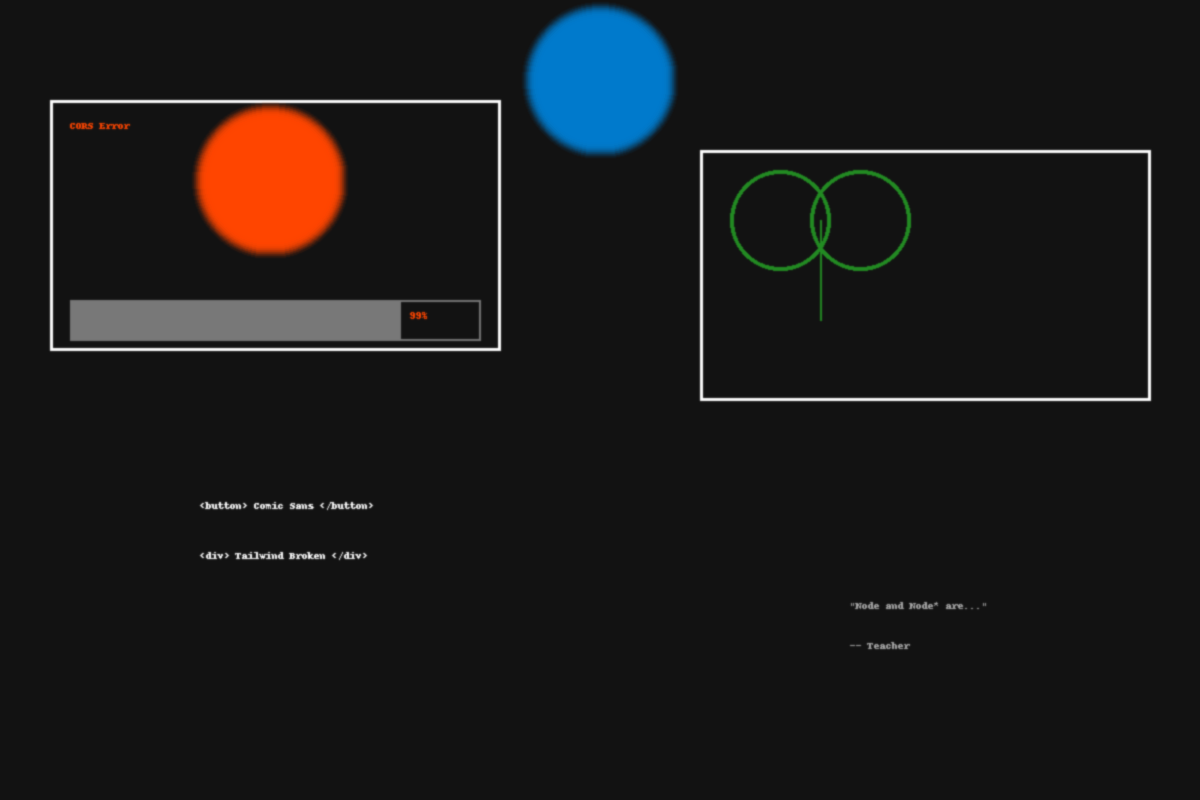 CORS Error
99%
<button> Comic Sans </button>
<div> Tailwind Broken </div>
"Node and Node* are..."
-- Teacher